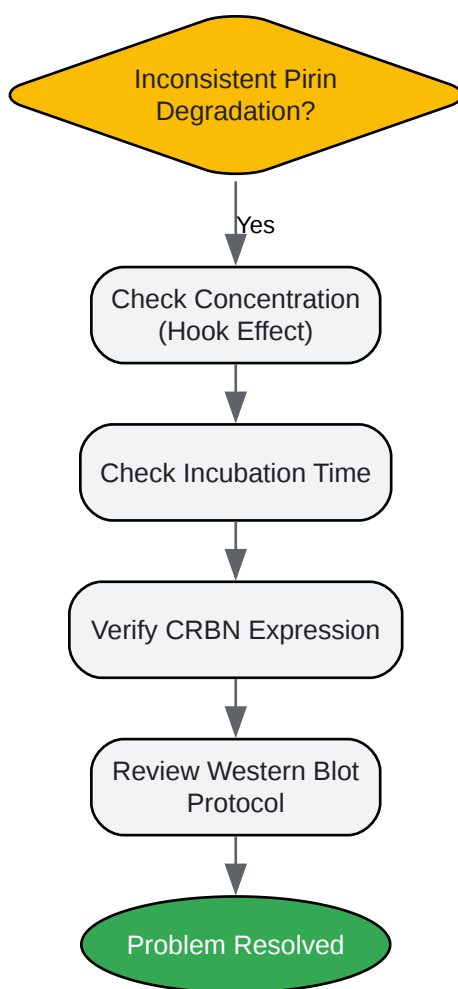 Inconsistent Pirin
Degradation?
Yes
Check Concentration
(Hook Effect)
Check Incubation Time
Verify CRBN Expression
Review Western Blot
Protocol
Problem Resolved